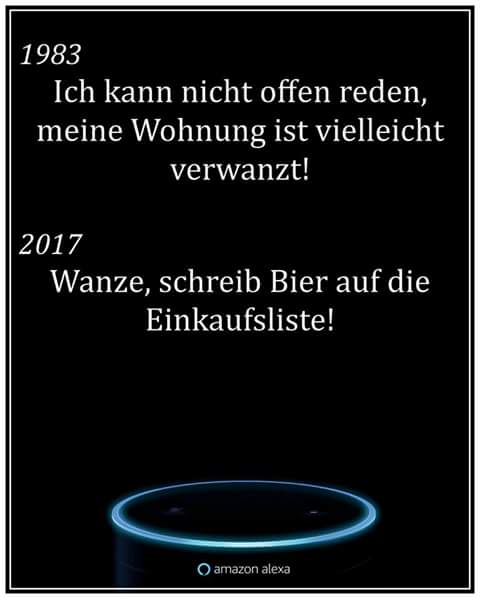 1983
Ich kann nicht offen reden,
meine Wohnung ist vielleicht
verwanzt!
2017
Wanze, schreib Bier auf die
Einkaufsliste!
amazon alexa